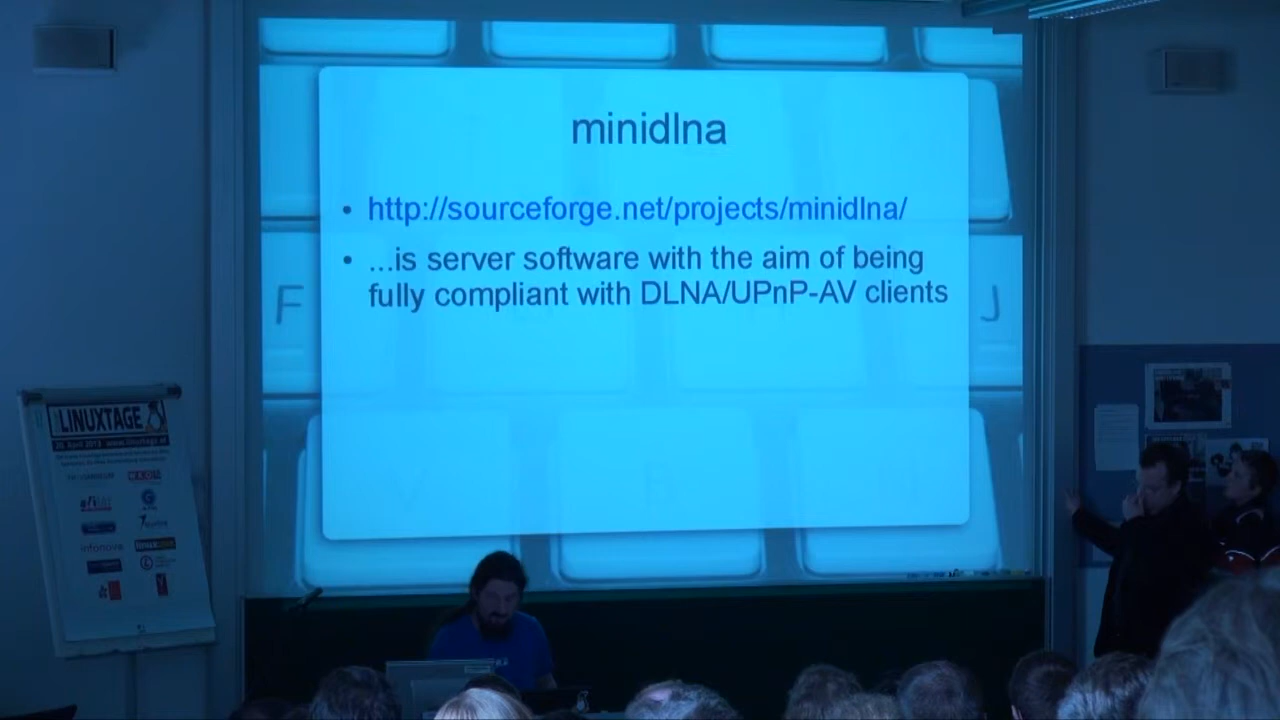 minidlna
• http://sourceforge.net/projects/minidlna/
• ...is server software with the aim of being
fully compliant with DLNA/UPnP-AV clients
F
J
LINUXTAGE
infonova